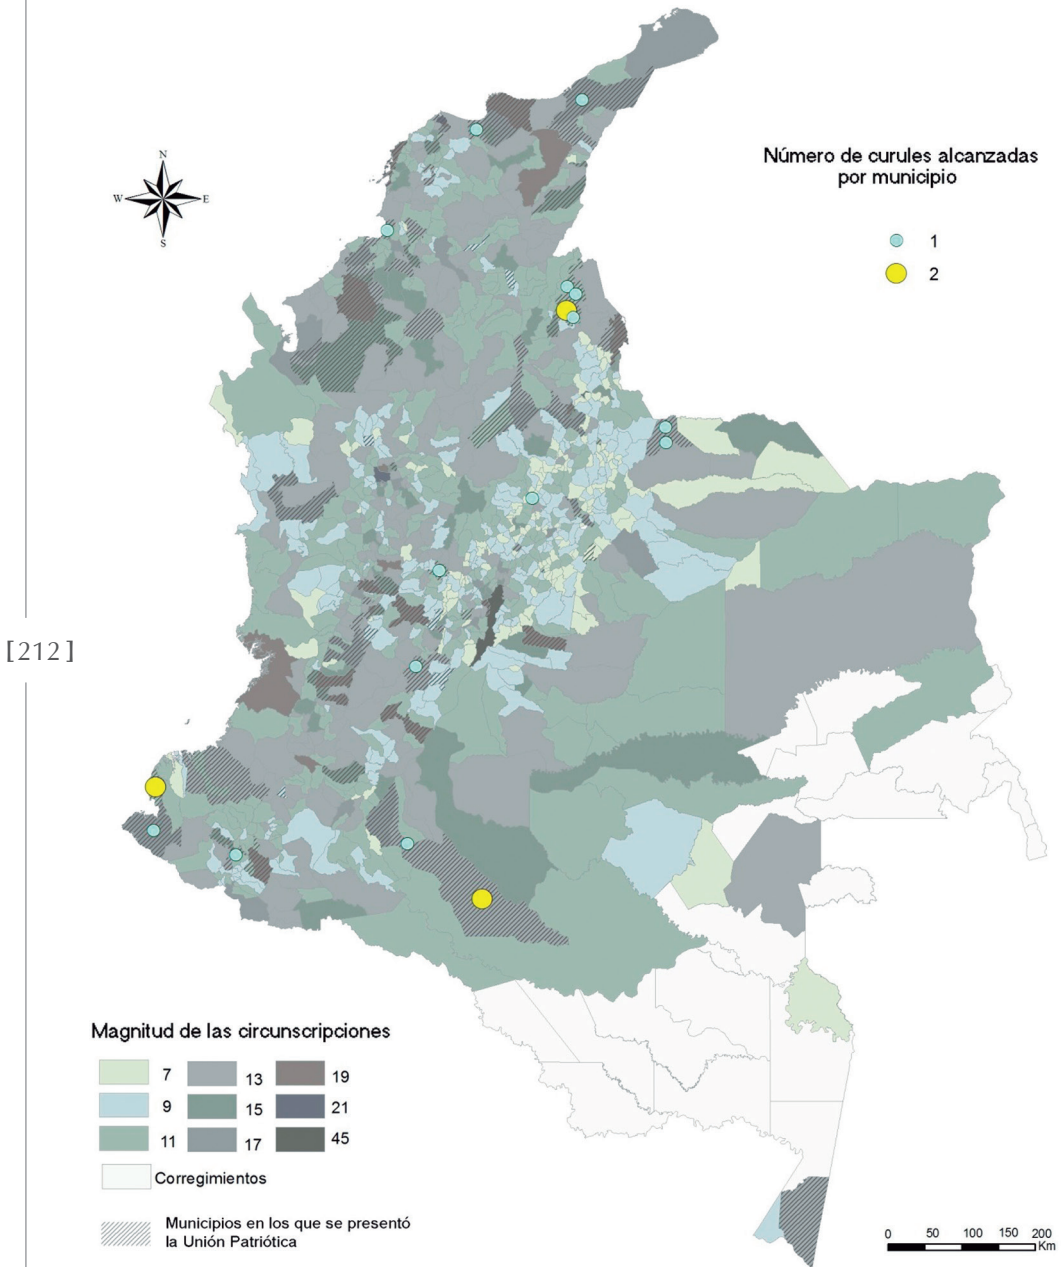 N
W
E
S
Número de curules alcanzadas
por municipio
1
2
[212]
Magnitud de las circunscripciones
7
13
19
9
15
21
11
17
45
Corregimientos
Municipios en los que se presentó
la Unión Patriótica
0 50 100 150 200
Km